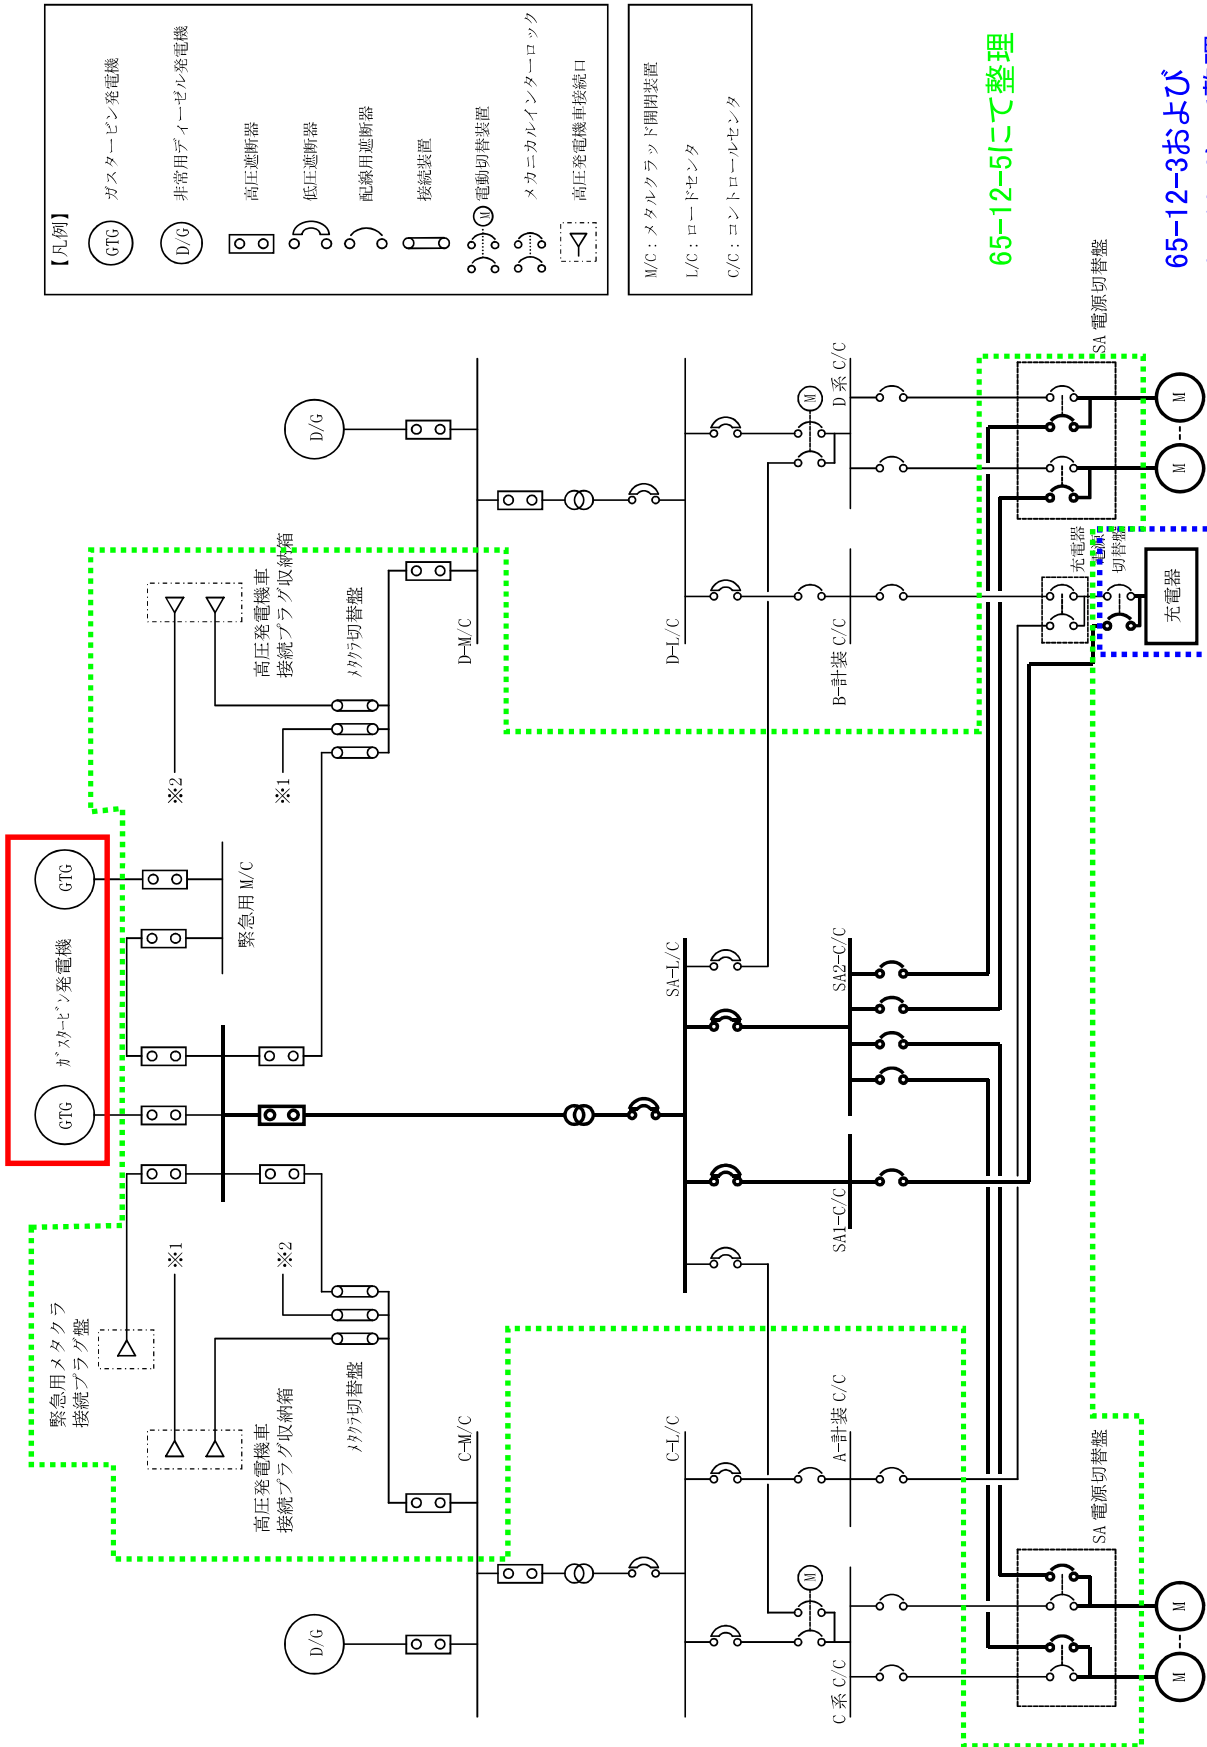 【凡例】
GTG
ガスタービン発電機
D/G
非常用ディーゼル発電機
高圧遮断器
低圧遮断器
配線用遮断器
接続装置
M
電動切替装置
メカニカルインターロック
高圧発電機車接続口
M/C：メタルクラッド開閉装置
L/C：ロードセンタ
C/C：コントロールセンタ
65-12-5にて整理
65-12-3および
緊急用メタクラ
接続プラグ盤
GTG
ガスタービン発電機
GTG
緊急用 M/C
※1
※2
※2
※1
高圧発電機車
接続プラグ収納箱
高圧発電機車
接続プラグ収納箱
メタクラ切替盤
メタクラ切替盤
D/G
D/G
C-M/C
D-M/C
C-L/C
SA-L/C
D-L/C
M
M
C 系 C/C
A-計装 C/C
SA1-C/C
SA2-C/C
B-計装 C/C
D 系 C/C
SA 電源切替盤
充電器
電源
切替盤
SA 電源切替盤
充電器
M
M
M
M